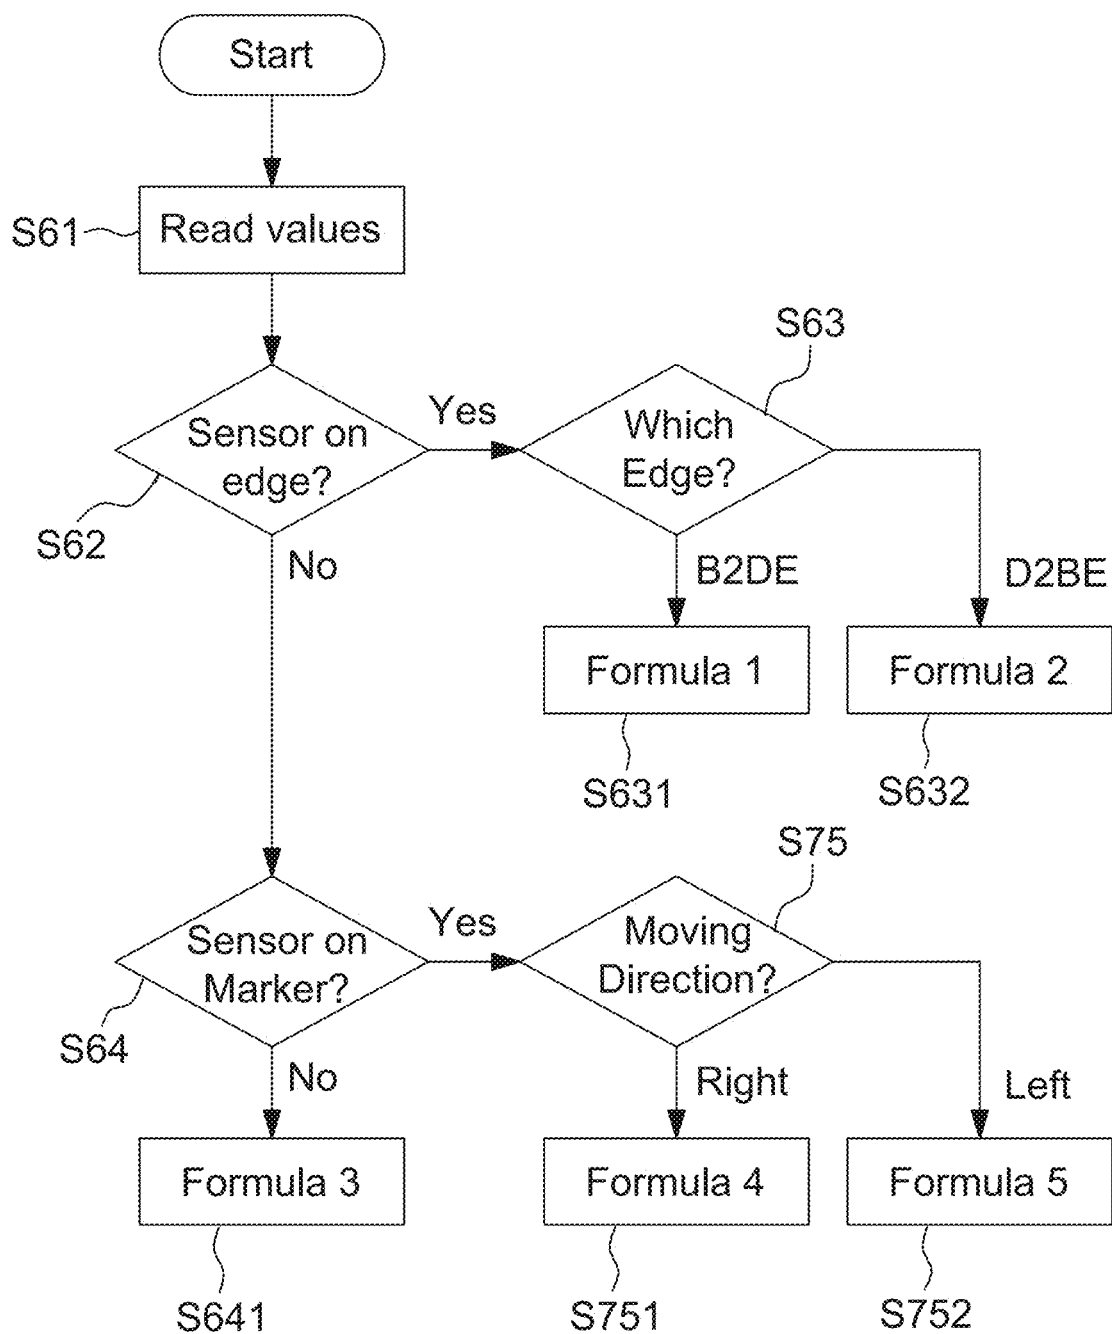 Start
S61
Read values
S63
Sensor on
edge?
Yes
Which
Edge?
S62
No
B2DE
D2BE
Formula 1
Formula 2
S631
S632
S75
Sensor on
Marker?
Yes
Moving
Direction?
S64
No
Right
Left
Formula 3
Formula 4
Formula 5
S641
S751
S752